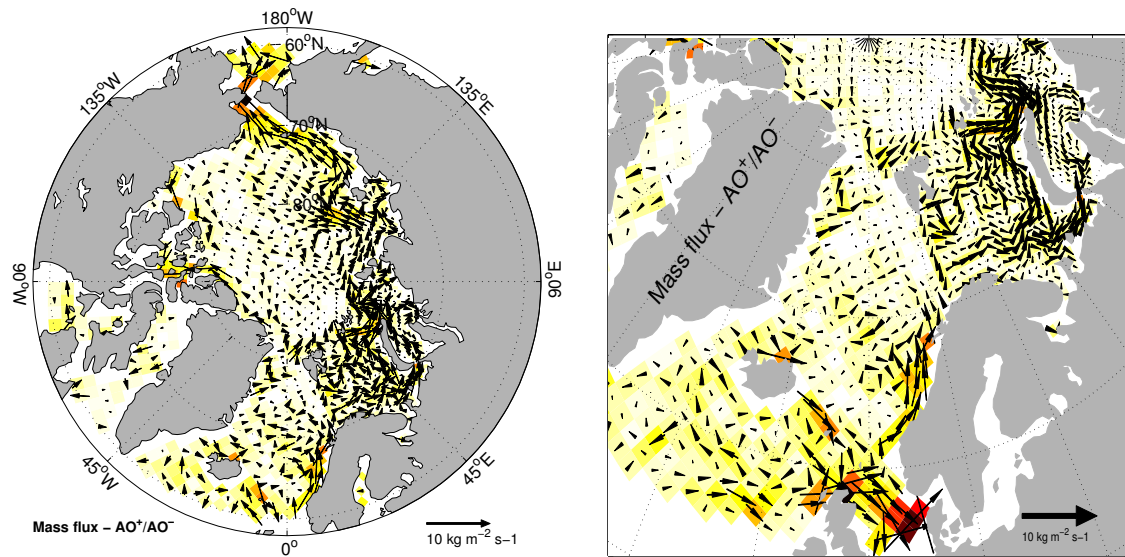 180°W
60°N
135°W
135°E
70°N
80°N
90°W
90°E
45°W
45°E
0°
Mass flux – AO⁺/AO⁻
10 kg m⁻² s−1
Mass flux – AO⁺/AO⁻
10 kg m⁻² s−1